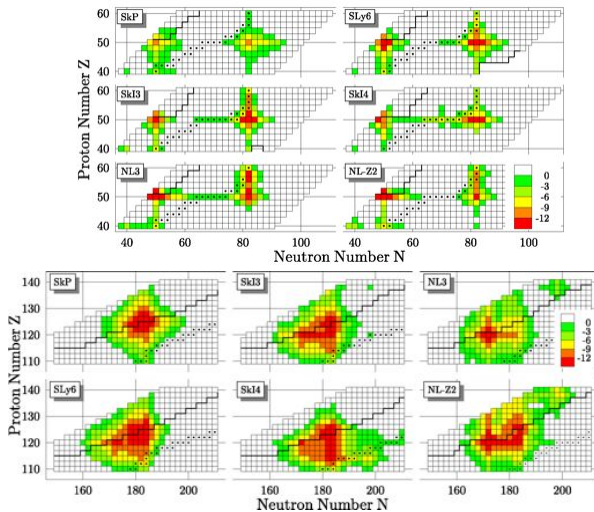 SkP
SLy6
60
50
40
SkI3
SkI4
60
50
40
NL3
NL-Z2
60
50
40
0
-3
-6
-9
-12
40 60 80 100 40 60 80 100
Proton Number Z
Neutron Number N
SkP
SkI3
NL3
140
130
120
110
0
-3
-6
-9
-12
SLy6
SkI4
NL-Z2
140
130
120
110
160 180 200 160 180 200 160 180 200
Proton Number Z
Neutron Number N